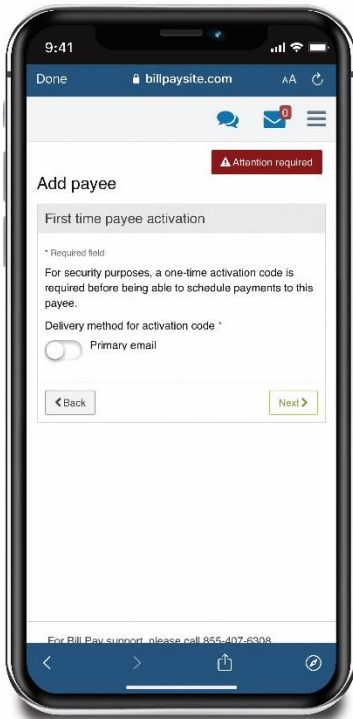 9:41
Done billpaysite.com AA
0
Attention required
Add payee
First time payee activation
* Required field
For security purposes, a one-time activation code is
required before being able to schedule payments to this
payee.
Delivery method for activation code *
Primary email
Back Next
For Bill Pay support, please call 855-407-6308